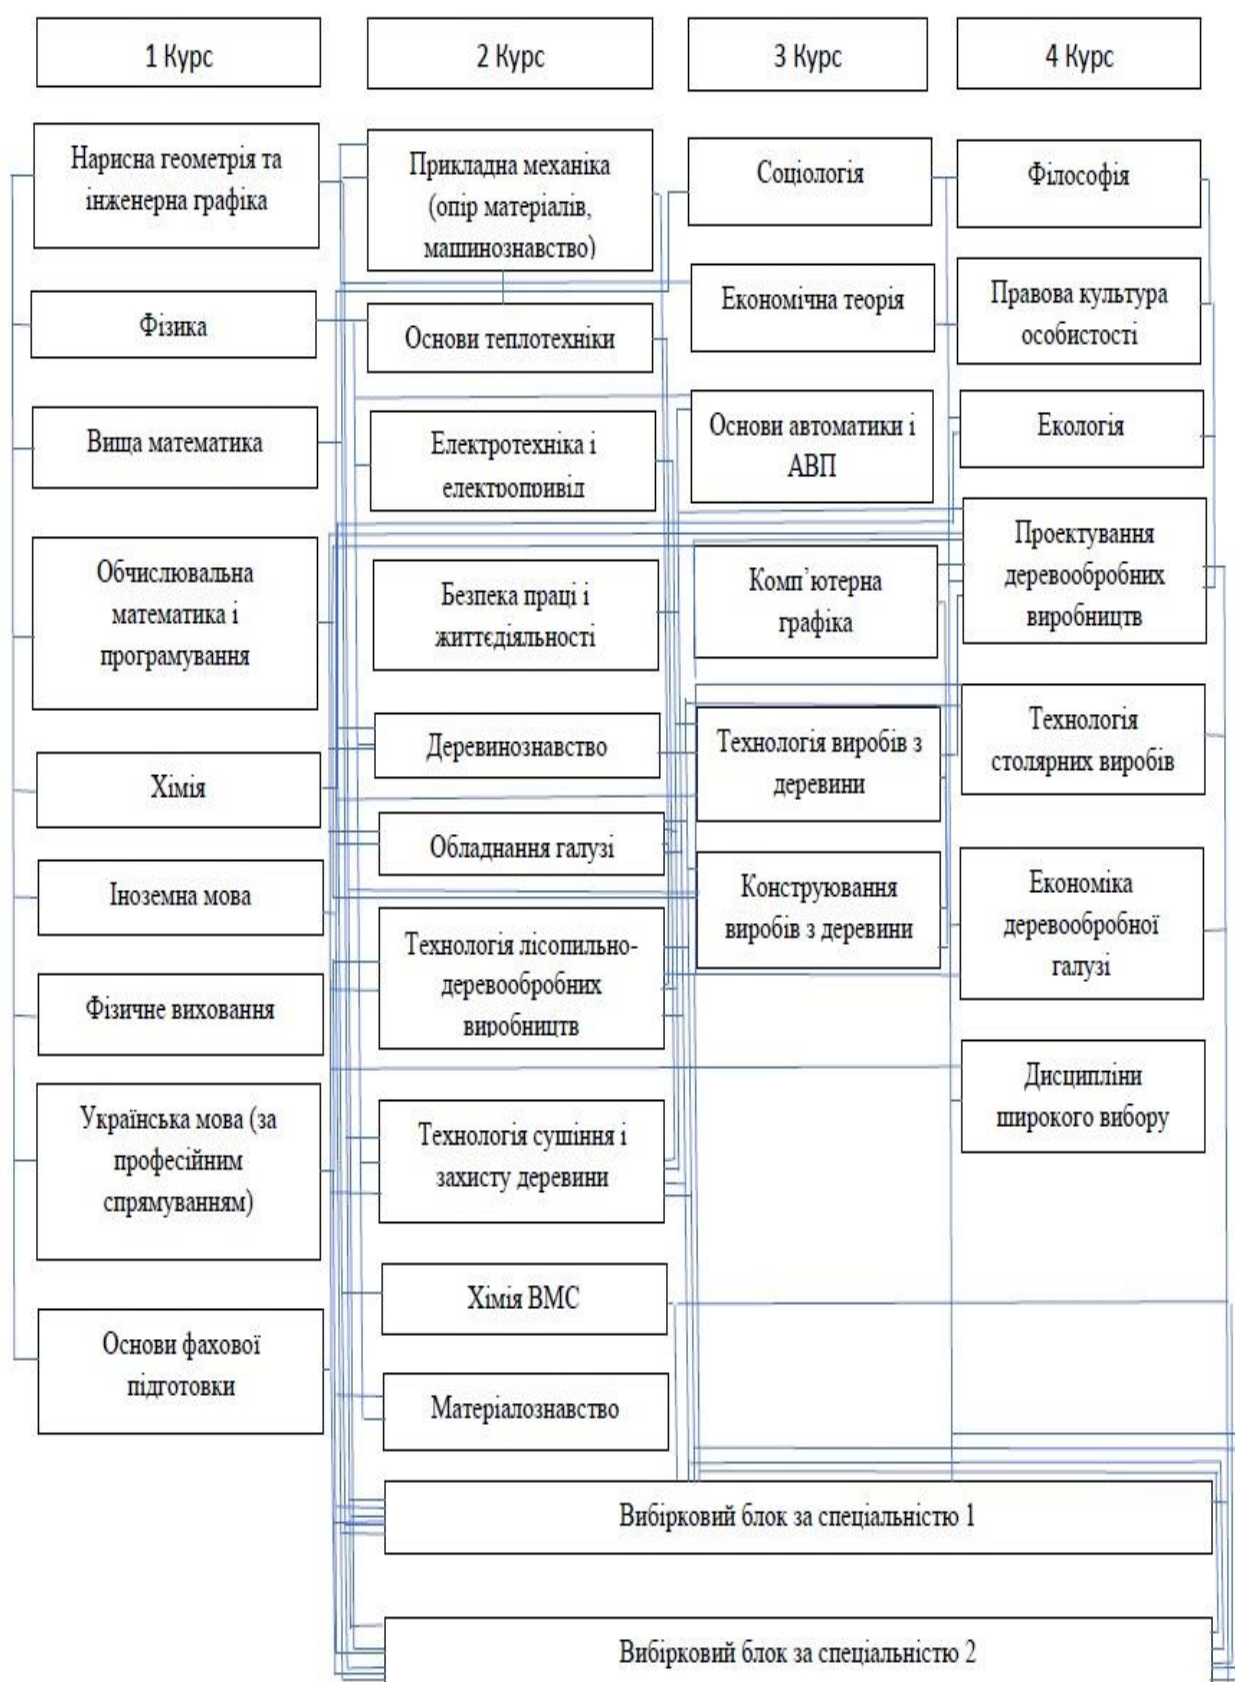 1 Курс
2 Курс
3 Курс
4 Курс
Нарисна геометрія та
інженерна графіка
Фізика
Вища математика
Обчислювальна
математика і
програмування
Хімія
Іноземна мова
Фізичне виховання
Українська мова (за
професійним
спрямуванням)
Основи фахової
підготовки
Прикладна механіка
(опір матеріалів,
машинознавство)
Основи теплотехніки
Електротехніка і
електропривід
Безпека праці і
життєдіяльності
Деревинознавство
Обладнання галузі
Технологія лісопильно-
деревообробних
виробництв
Технологія сушіння і
захисту деревини
Хімія ВМС
Матеріалознавство
Соціологія
Економічна теорія
Основи автоматики і
АВП
Комп’ютерна
графіка
Технологія виробів з
деревини
Конструювання
виробів з деревини
Філософія
Правова культура
особистості
Екологія
Проектування
деревообробних
виробництв
Технологія
столярних виробів
Економіка
деревообробної
галузі
Дисципліни
широкого вибору
Вибірковий блок за спеціальністю 1
Вибірковий блок за спеціальністю 2